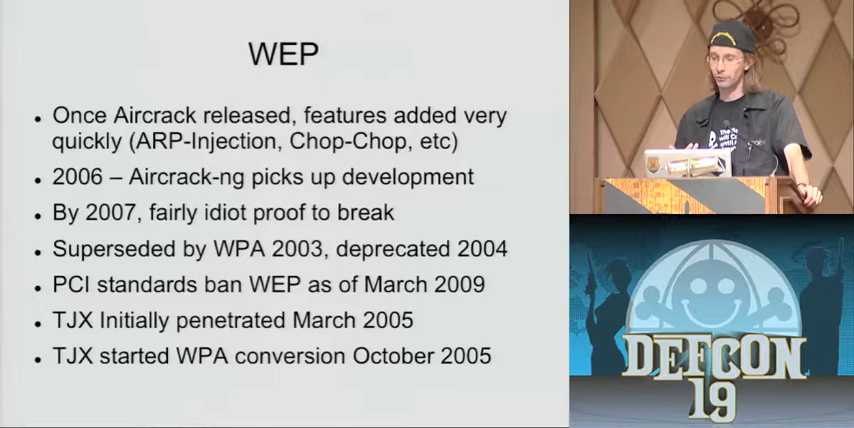 WEP
• Once Aircrack released, features added very
quickly (ARP-Injection, Chop-Chop, etc)
• 2006 – Aircrack-ng picks up development
• By 2007, fairly idiot proof to break
• Superseded by WPA 2003, deprecated 2004
• PCI standards ban WEP as of March 2009
• TJX Initially penetrated March 2005
• TJX started WPA conversion October 2005
DEFCON
19